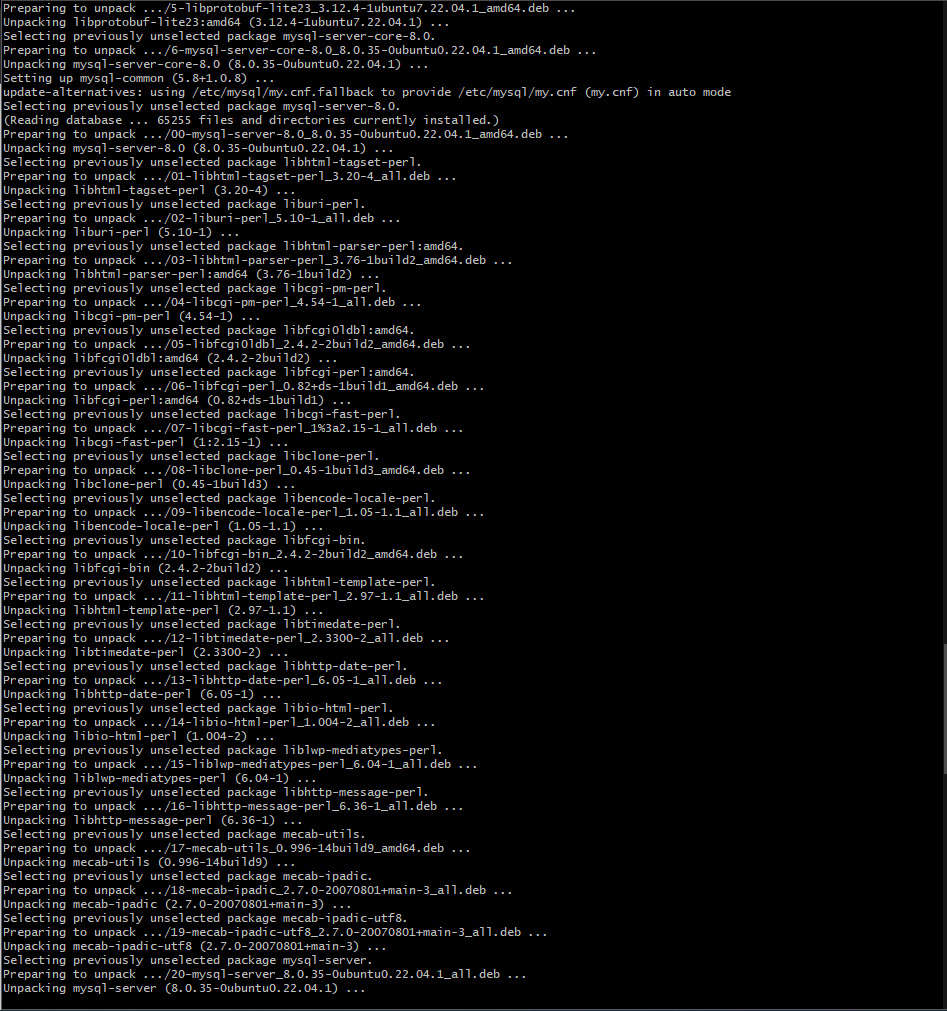 Preparing to unpack .../5-libprotobuf-lite23_3.12.4-1ubuntu7.22.04.1_amd64.deb ...
Unpacking libprotobuf-lite23:amd64 (3.12.4-1ubuntu7.22.04.1) ...
Selecting previously unselected package mysql-server-core-8.0.
Preparing to unpack .../6-mysql-server-core-8.0_8.0.35-0ubuntu0.22.04.1_amd64.deb ...
Unpacking mysql-server-core-8.0 (8.0.35-0ubuntu0.22.04.1) ...
Setting up mysql-common (5.8+1.0.8) ...
update-alternatives: using /etc/mysql/my.cnf.fallback to provide /etc/mysql/my.cnf (my.cnf) in auto mode
Selecting previously unselected package mysql-server-8.0.
(Reading database ... 65255 files and directories currently installed.)
Preparing to unpack .../00-mysql-server-8.0_8.0.35-0ubuntu0.22.04.1_amd64.deb ...
Unpacking mysql-server-8.0 (8.0.35-0ubuntu0.22.04.1) ...
Selecting previously unselected package libhtml-tagset-perl.
Preparing to unpack .../01-libhtml-tagset-perl_3.20-4_all.deb ...
Unpacking libhtml-tagset-perl (3.20-4) ...
Selecting previously unselected package liburi-perl.
Preparing to unpack .../02-liburi-perl_5.10-1_all.deb ...
Unpacking liburi-perl (5.10-1) ...
Selecting previously unselected package libhtml-parser-perl:amd64.
Preparing to unpack .../03-libhtml-parser-perl_3.76-1build2_amd64.deb ...
Unpacking libhtml-parser-perl:amd64 (3.76-1build2) ...
Selecting previously unselected package libcgi-pm-perl.
Preparing to unpack .../04-libcgi-pm-perl_4.54-1_all.deb ...
Unpacking libcgi-pm-perl (4.54-1) ...
Selecting previously unselected package libfcgi0ldbl:amd64.
Preparing to unpack .../05-libfcgi0ldbl_2.4.2-2build2_amd64.deb ...
Unpacking libfcgi0ldbl:amd64 (2.4.2-2build2) ...
Selecting previously unselected package libfcgi-perl:amd64.
Preparing to unpack .../06-libfcgi-perl_0.82+ds-1build1_amd64.deb ...
Unpacking libfcgi-perl:amd64 (0.82+ds-1build1) ...
Selecting previously unselected package libcgi-fast-perl.
Preparing to unpack .../07-libcgi-fast-perl_1%3a2.15-1_all.deb ...
Unpacking libcgi-fast-perl (1:2.15-1) ...
Selecting previously unselected package libclone-perl.
Preparing to unpack .../08-libclone-perl_0.45-1build3_amd64.deb ...
Unpacking libclone-perl (0.45-1build3) ...
Selecting previously unselected package libencode-locale-perl.
Preparing to unpack .../09-libencode-locale-perl_1.05-1.1_all.deb ...
Unpacking libencode-locale-perl (1.05-1.1) ...
Selecting previously unselected package libfcgi-bin.
Preparing to unpack .../10-libfcgi-bin_2.4.2-2build2_amd64.deb ...
Unpacking libfcgi-bin (2.4.2-2build2) ...
Selecting previously unselected package libhtml-template-perl.
Preparing to unpack .../11-libhtml-template-perl_2.97-1.1_all.deb ...
Unpacking libhtml-template-perl (2.97-1.1) ...
Selecting previously unselected package libtimedate-perl.
Preparing to unpack .../12-libtimedate-perl_2.3300-2_all.deb ...
Unpacking libtimedate-perl (2.3300-2) ...
Selecting previously unselected package libhttp-date-perl.
Preparing to unpack .../13-libhttp-date-perl_6.05-1_all.deb ...
Unpacking libhttp-date-perl (6.05-1) ...
Selecting previously unselected package libio-html-perl.
Preparing to unpack .../14-libio-html-perl_1.004-2_all.deb ...
Unpacking libio-html-perl (1.004-2) ...
Selecting previously unselected package liblwp-mediatypes-perl.
Preparing to unpack .../15-liblwp-mediatypes-perl_6.04-1_all.deb ...
Unpacking liblwp-mediatypes-perl (6.04-1) ...
Selecting previously unselected package libhttp-message-perl.
Preparing to unpack .../16-libhttp-message-perl_6.36-1_all.deb ...
Unpacking libhttp-message-perl (6.36-1) ...
Selecting previously unselected package mecab-utils.
Preparing to unpack .../17-mecab-utils_0.996-14build9_amd64.deb ...
Unpacking mecab-utils (0.996-14build9) ...
Selecting previously unselected package mecab-ipadic.
Preparing to unpack .../18-mecab-ipadic_2.7.0-20070801+main-3_all.deb ...
Unpacking mecab-ipadic (2.7.0-20070801+main-3) ...
Selecting previously unselected package mecab-ipadic-utf8.
Preparing to unpack .../19-mecab-ipadic-utf8_2.7.0-20070801+main-3_all.deb ...
Unpacking mecab-ipadic-utf8 (2.7.0-20070801+main-3) ...
Selecting previously unselected package mysql-server.
Preparing to unpack .../20-mysql-server_8.0.35-0ubuntu0.22.04.1_all.deb ...
Unpacking mysql-server (8.0.35-0ubuntu0.22.04.1) ...